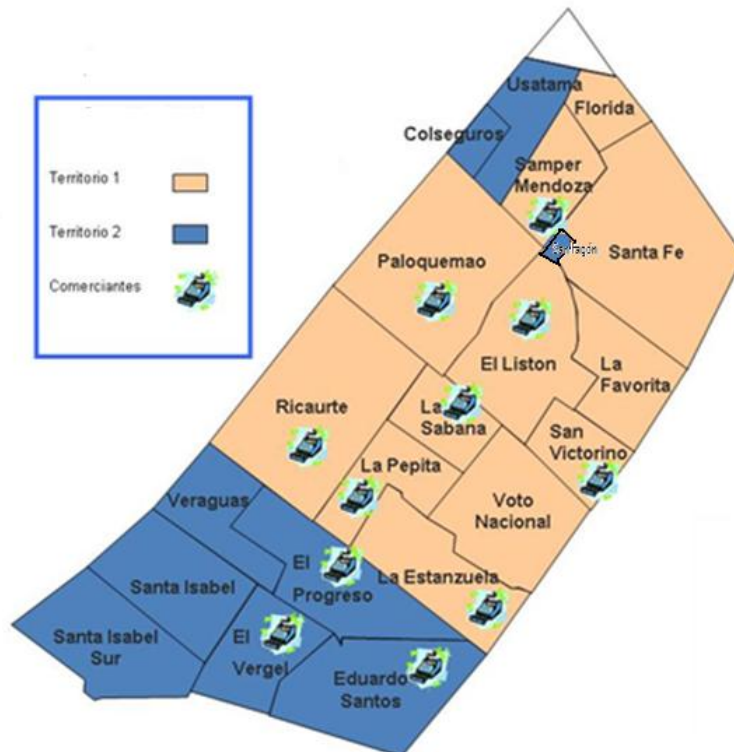 Territorio 1
Territorio 2
Comerciantes
Usatama
Florida
Colseguros
Samper
Mendoza
Santa Fe
Paloquemao
El Liston
La
Favorita
Ricaurte
La
Sabana
San
Victorino
La Pepita
Voto
Nacional
Veraguas
El
Progreso
La Estanzuela
Santa Isabel
Santa Isabel
Sur
El
Vergel
Eduardo
Santos